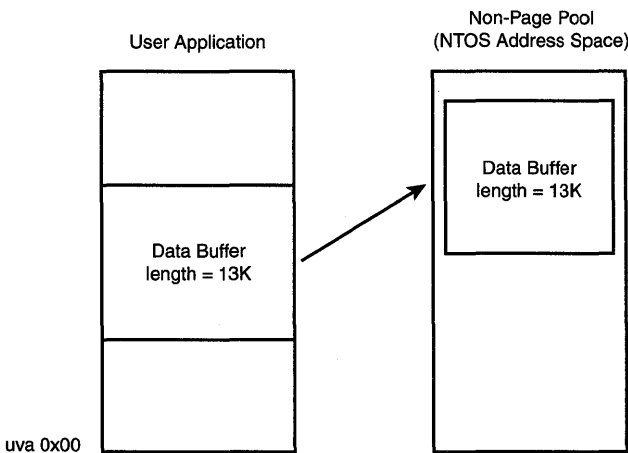 User Application
Non-Page Pool
(NTOS Address Space)
Data Buffer
length = 13K
Data Buffer
length = 13K
uva 0x00